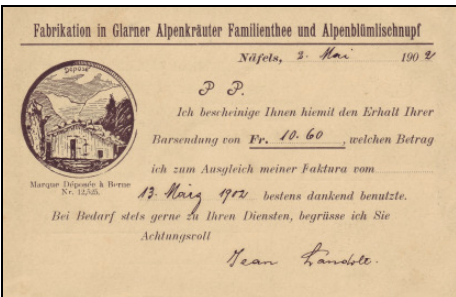 Fabrikation in Glarner Alpenkräuter Familienthee und Alpenblümlischnupf
Näfels, 3. Mai 1902
DÉPOSÉ
P P.
Ich bescheinige Ihnen hiemit den Erhalt Ihrer
Barsendung von Fr. 10.60, welchen Betrag
ich zum Ausgleich meiner Faktura vom
Marque Déposée à Berne
Nr. 12,525.
13. März 1902 bestens dankend benutzte.
Bei Bedarf stets gerne zu Ihren Diensten, begrüsse ich Sie
Achtungsvoll
Jean Landolt.